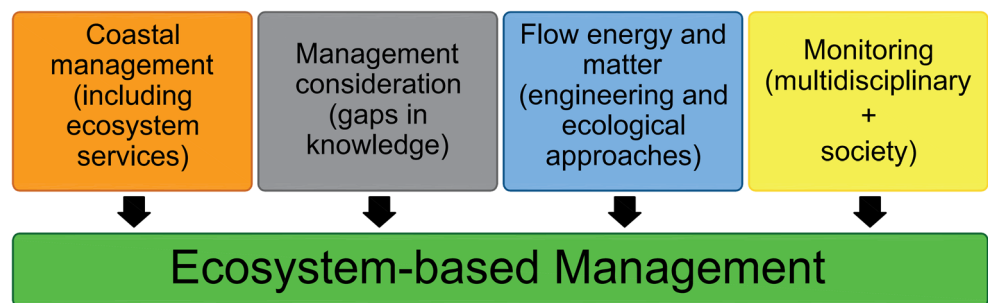 Coastal
management
(including
ecosystem
services)
Management
consideration
(gaps in
knowledge)
Flow energy and
matter
(engineering and
ecological
approaches)
Monitoring
(multidisciplinary
+
society)
Ecosystem-based Management